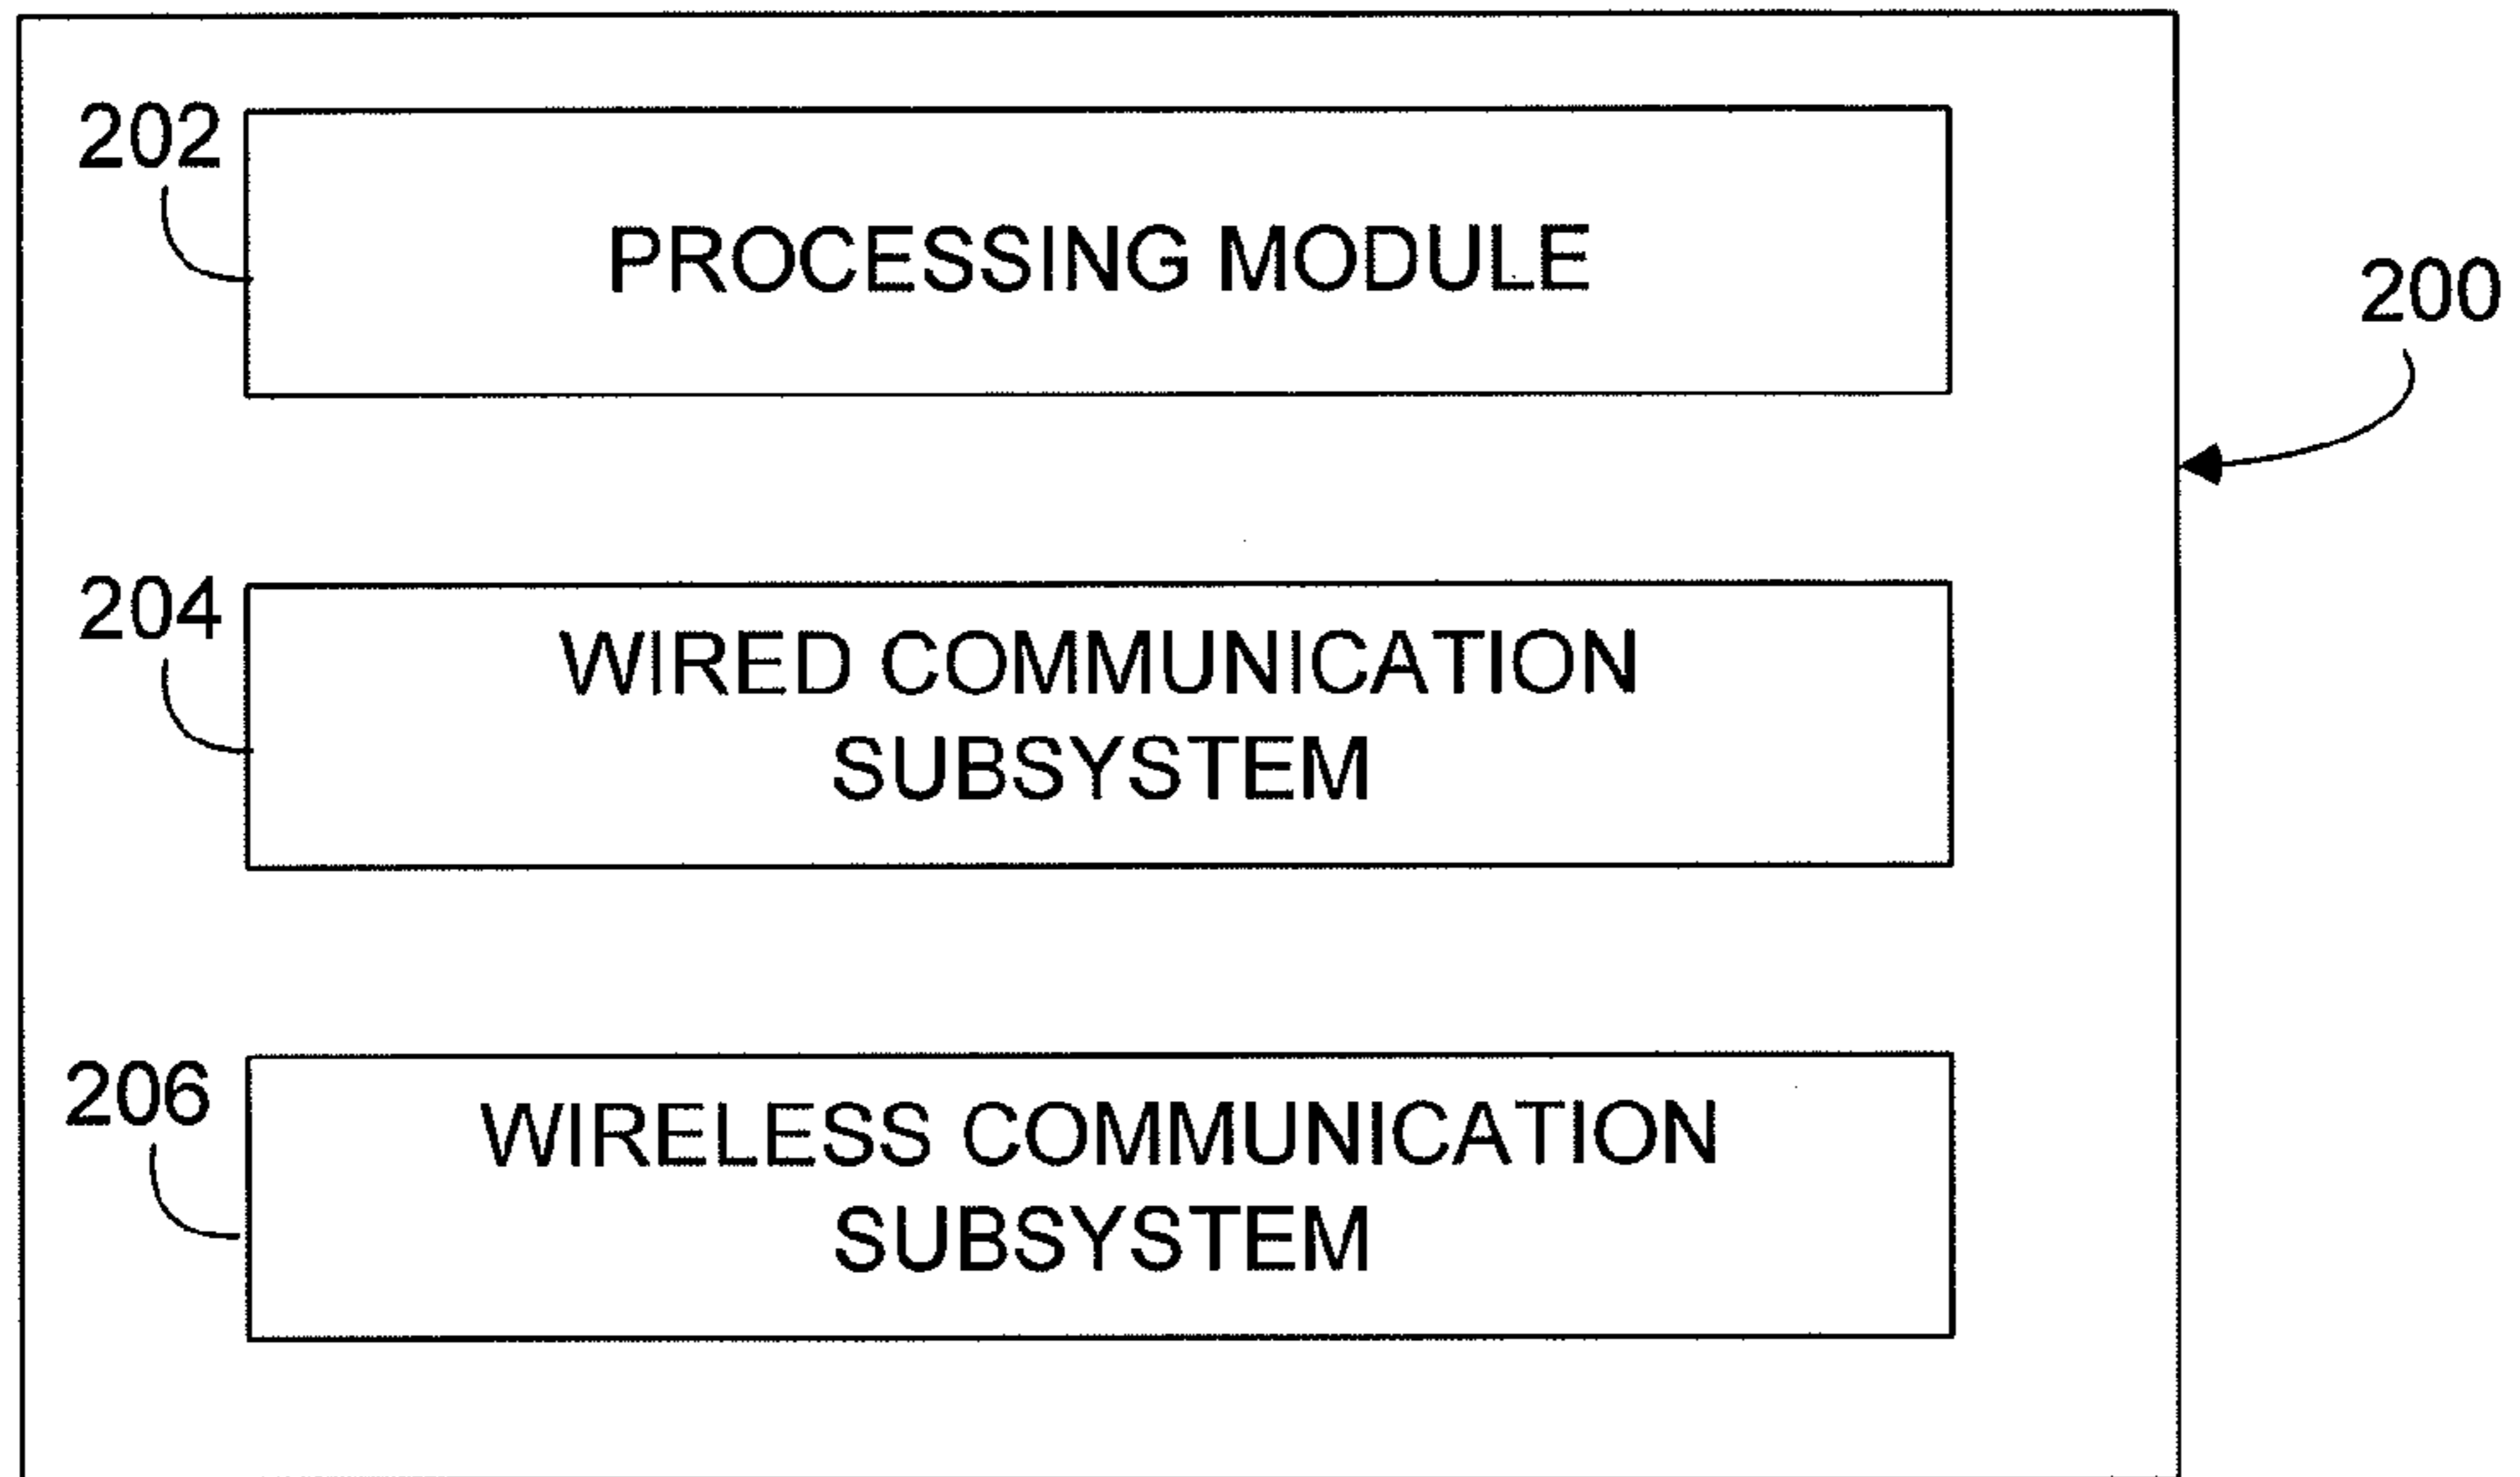 202
PROCESSING MODULE
200
204
WIRED COMMUNICATION
SUBSYSTEM
206
WIRELESS COMMUNICATION
SUBSYSTEM